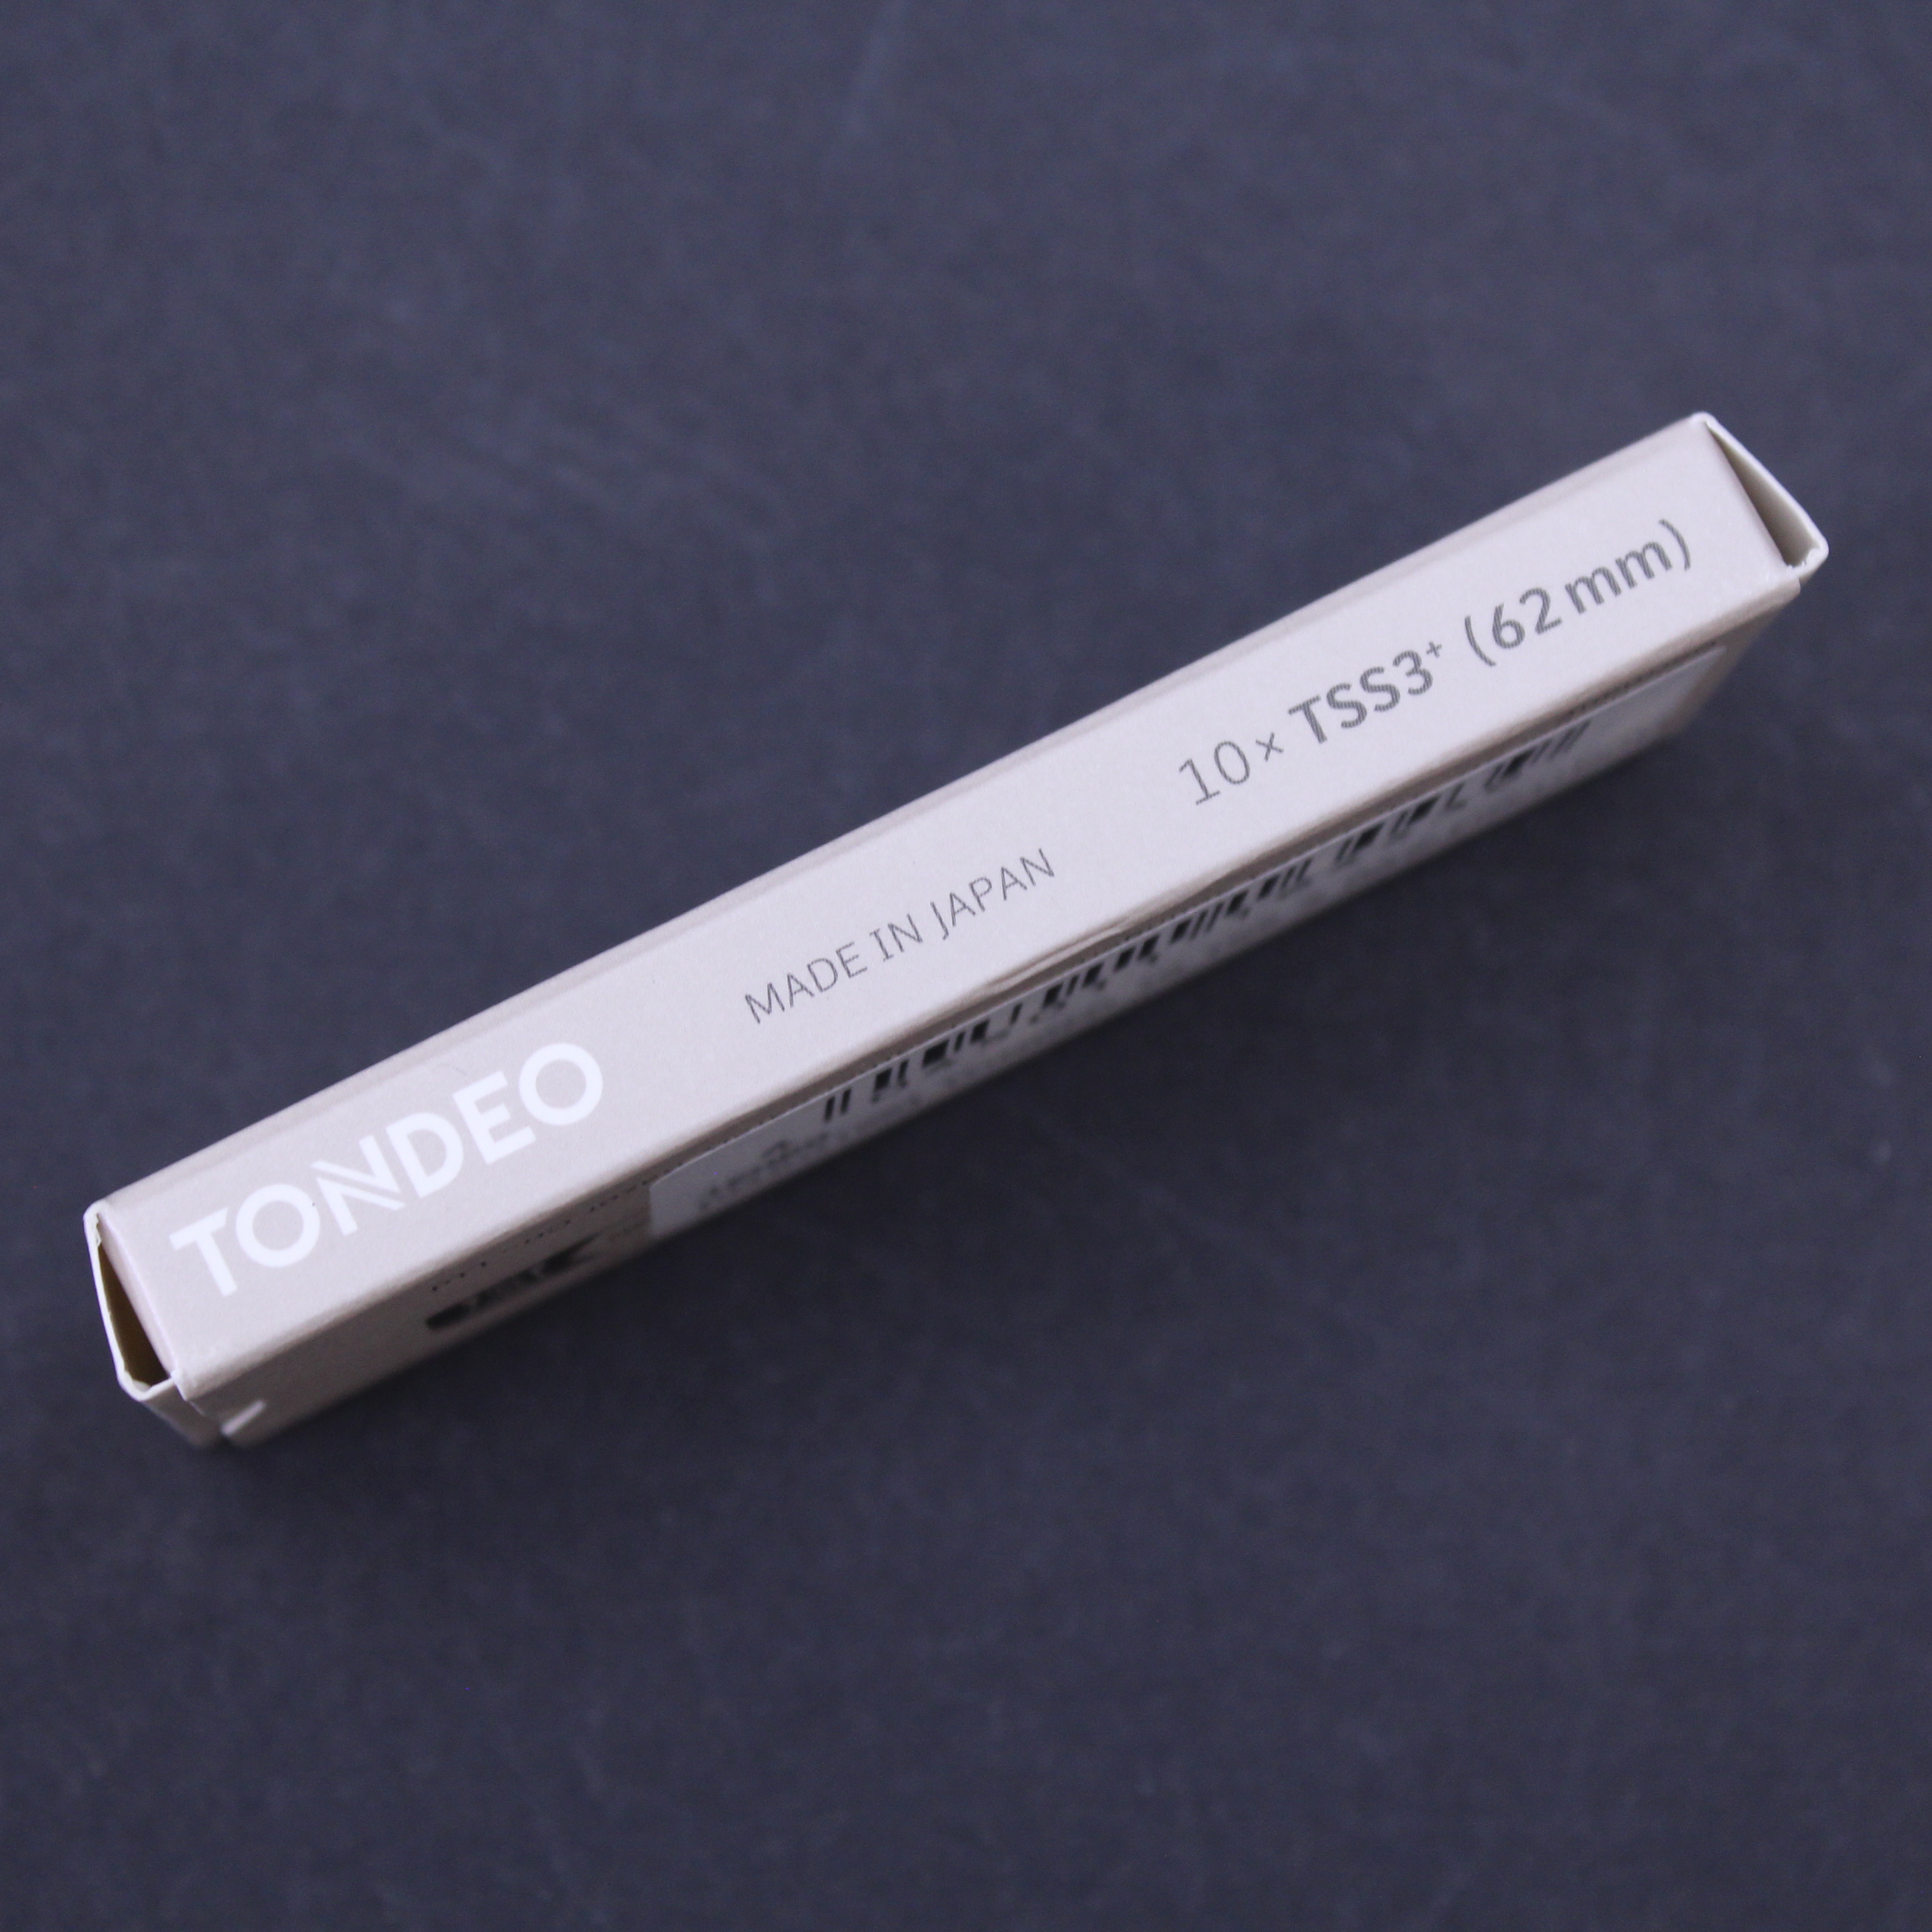 TONDEO
MADE IN JAPAN
10× TSS3⁺ (62 mm)